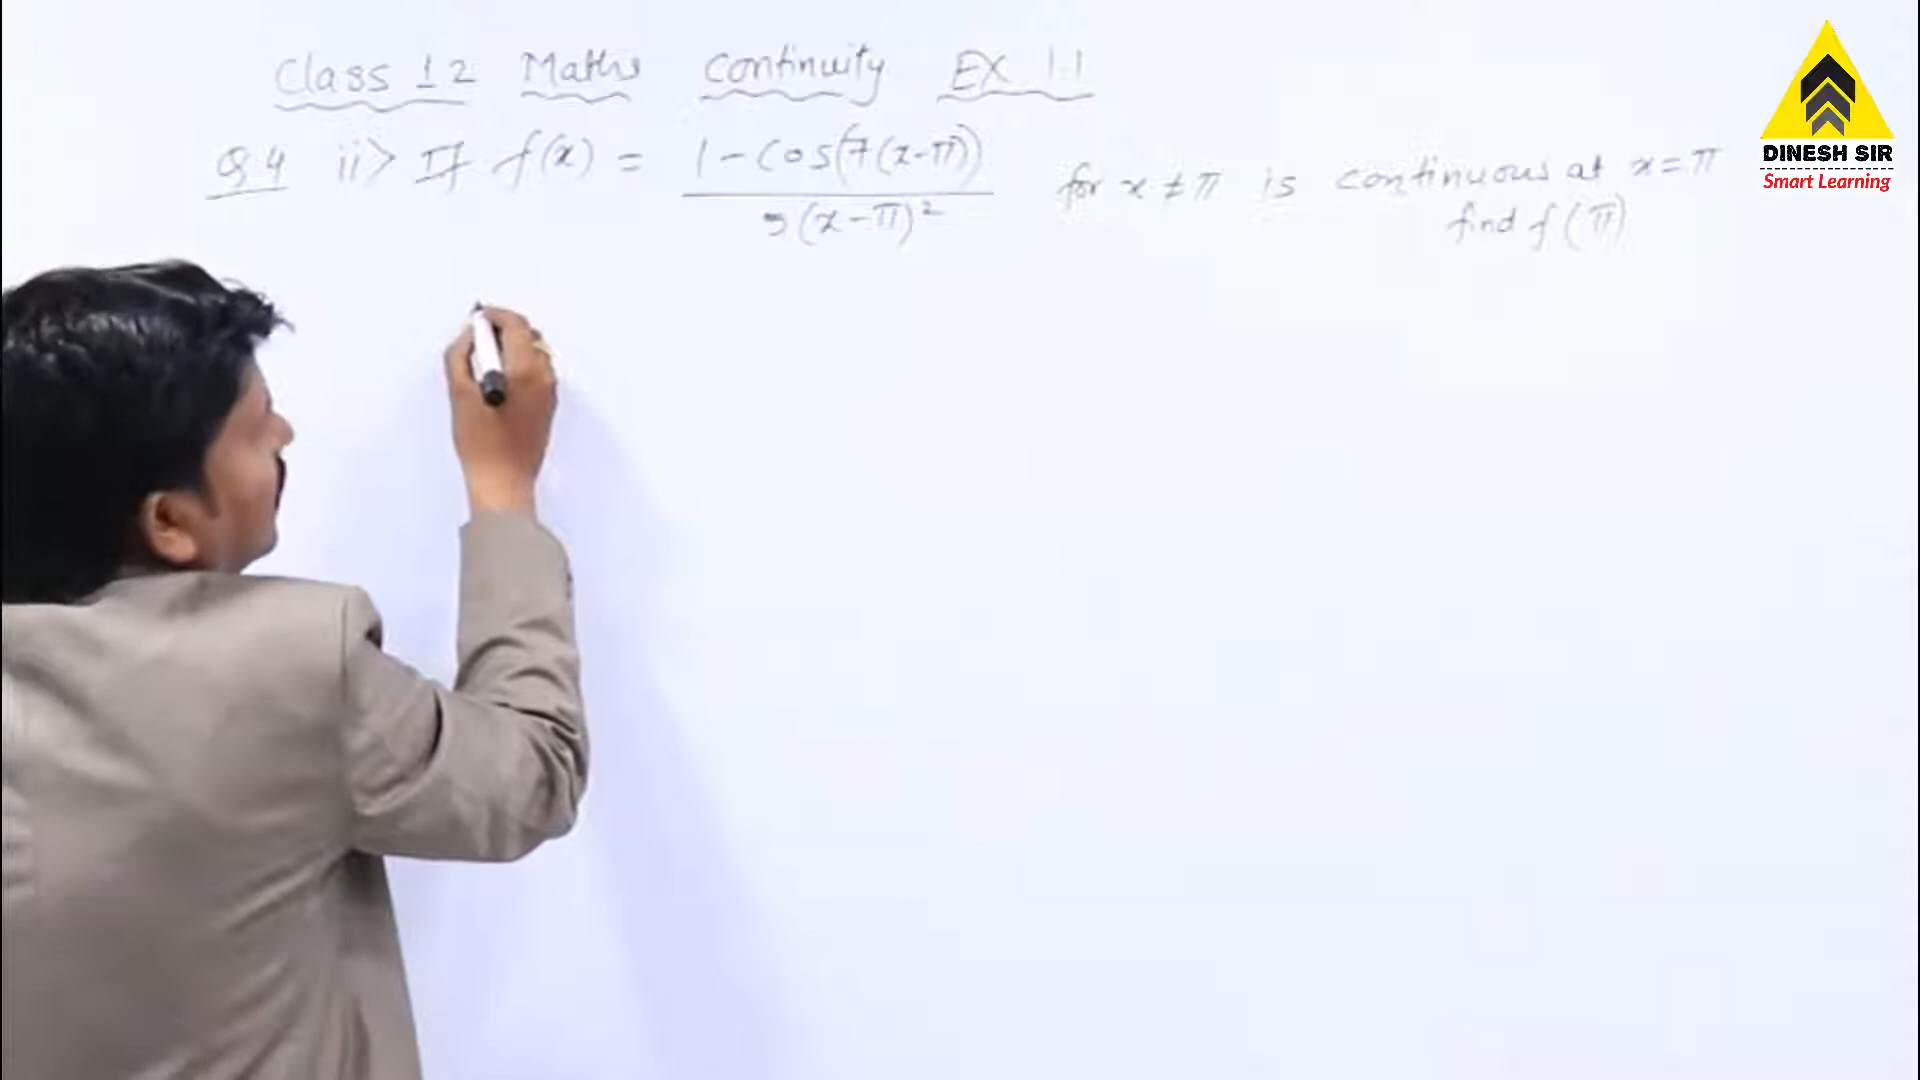 Class 12 Maths Continuity EX 1.1
Q4 ii> If f(x) = 1-Cos(7(x-π)) / 5(x-π)² for x≠π is continuous at x=π
find f(π)
DINESH SIR
Smart Learning